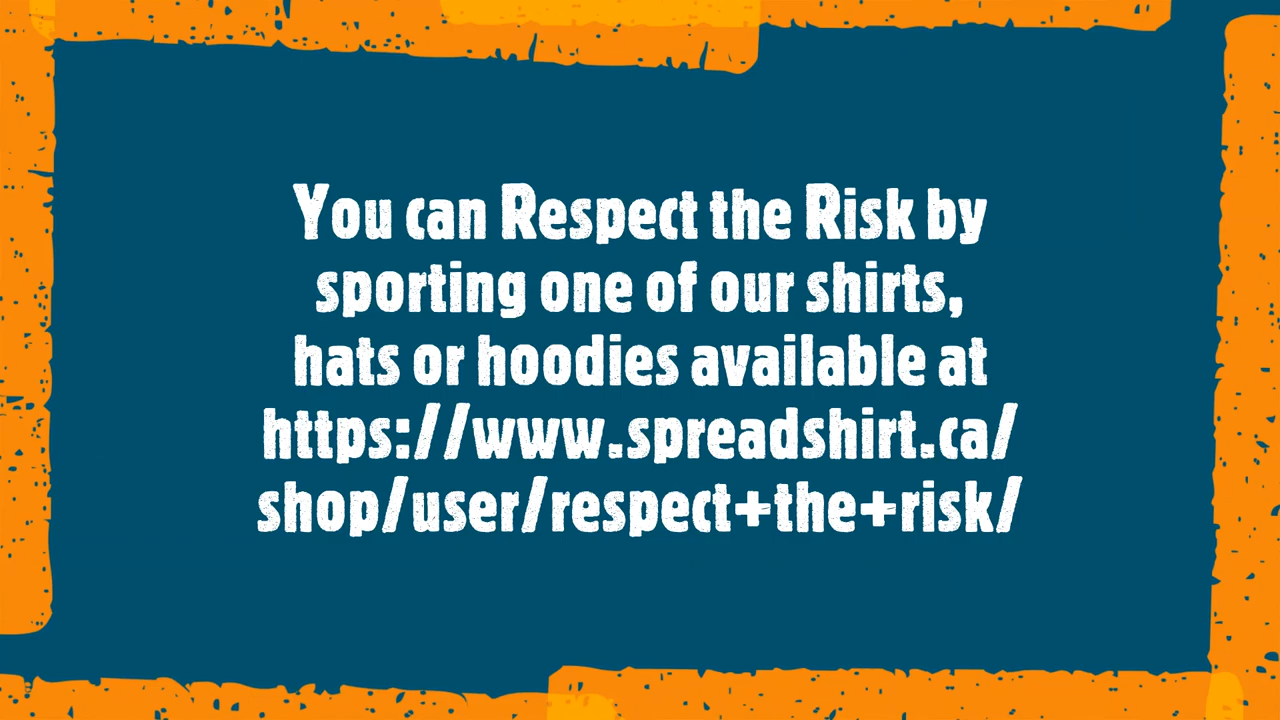 You can Respect the Risk by
sporting one of our shirts,
hats or hoodies available at
https://www.spreadshirt.ca/
shop/user/respect+the+risk/